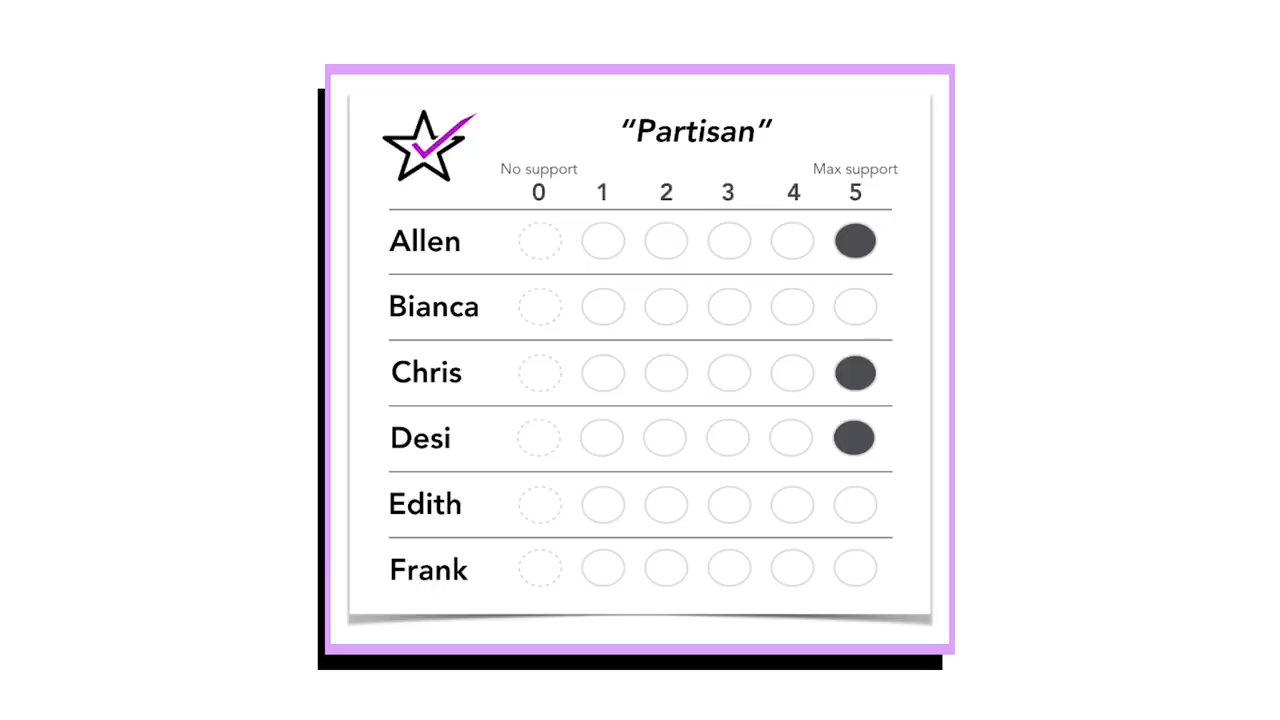 “Partisan”
No support Max support
0 1 2 3 4 5
Allen
Bianca
Chris
Desi
Edith
Frank